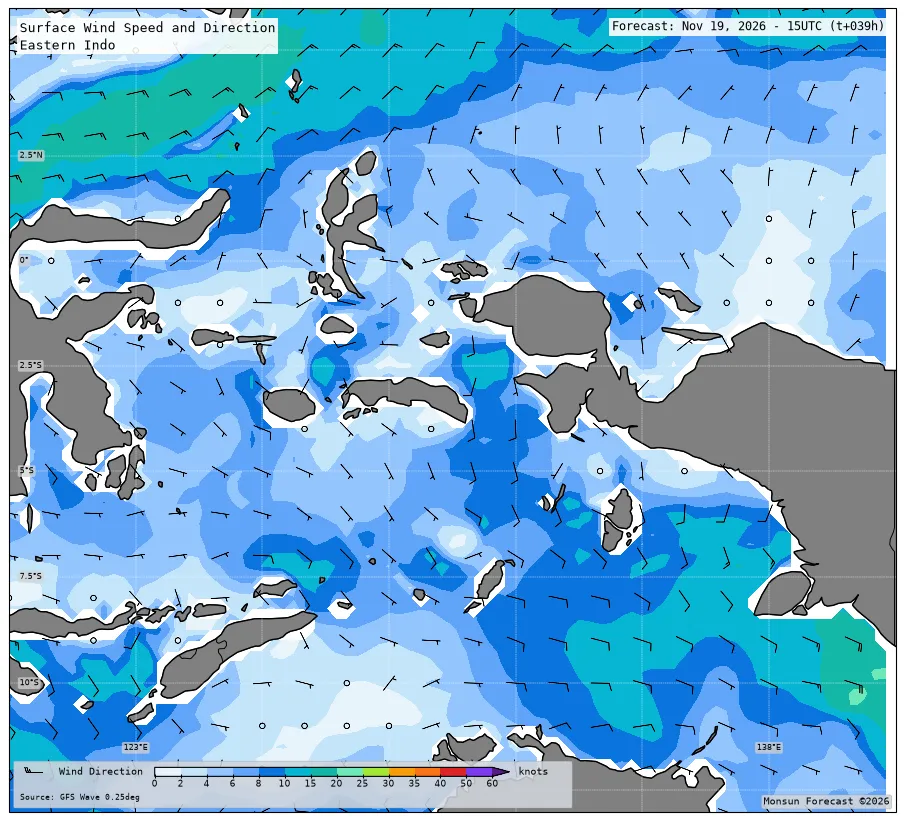 Surface Wind Speed and Direction
Eastern Indo
Forecast: Nov 19, 2026 - 15UTC (t+039h)
2.5°N
0°
2.5°S
5°S
7.5°S
10°S
123°E
138°E
Wind Direction
0 2 4 6 8 10 15 20 25 30 35 40 50 60
knots
Source: GFS Wave 0.25deg
Monsun Forecast ©2026